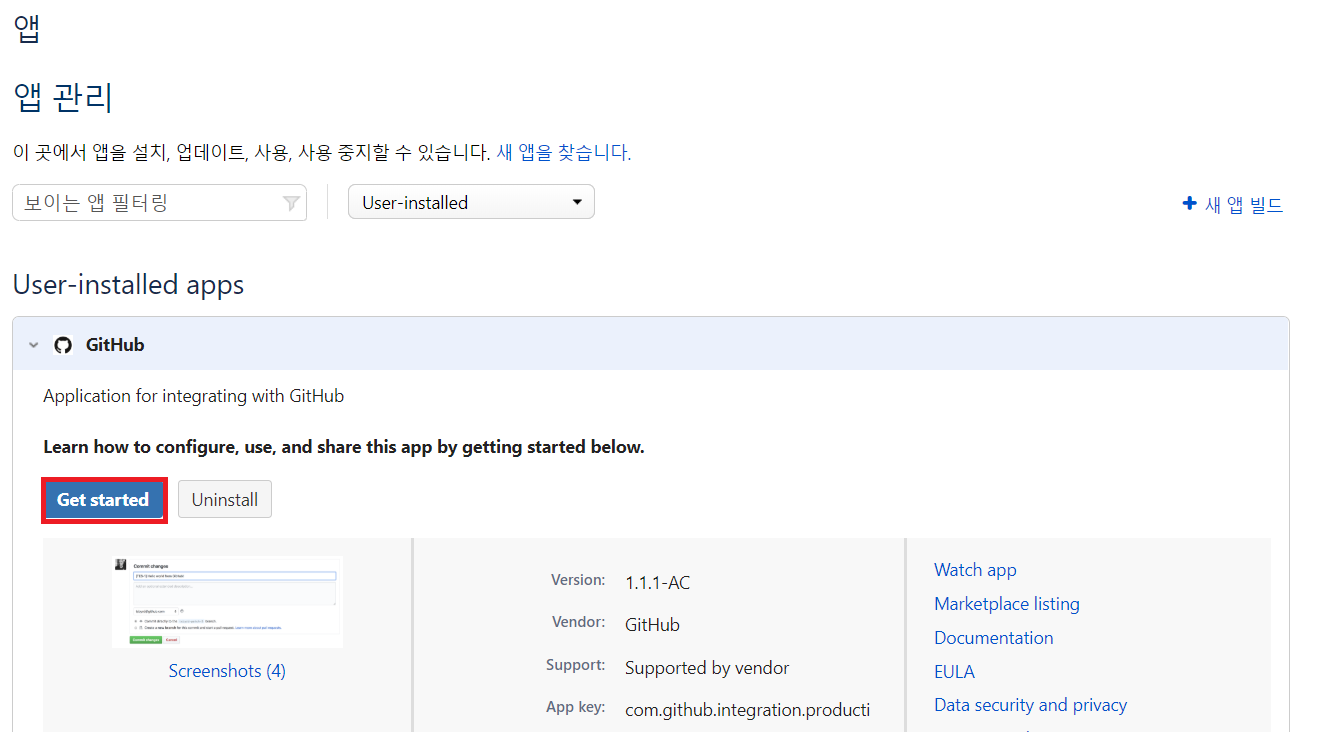 앱
앱 관리
이 곳에서 앱을 설치, 업데이트, 사용, 사용 중지할 수 있습니다. 새 앱을 찾습니다.
보이는 앱 필터링
User-installed
새 앱 빌드
User-installed apps
GitHub
Application for integrating with GitHub
Learn how to configure, use, and share this app by getting started below.
Get started
Uninstall
Commit changes
Commit changes
Cancel
Screenshots (4)
Version: 1.1.1-AC
Vendor: GitHub
Support: Supported by vendor
App key: com.github.integration.producti
Watch app
Marketplace listing
Documentation
EULA
Data security and privacy